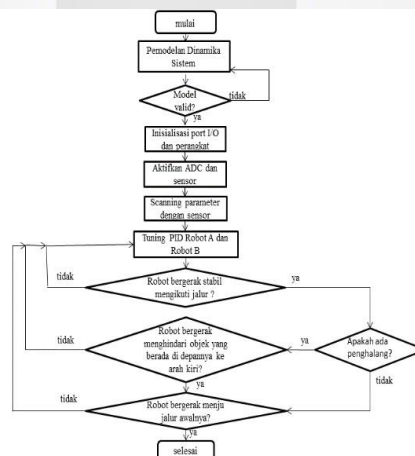 mulai
Pemodelan Dinamika
Sistem
Model
valid?
tidak
ya
Inisialisasi port I/O
dan perangkat
Aktifkan ADC dan
sensor
Scanning parameter
dengan sensor
Tuning PID Robot A dan
Robot B
tidak
Robot bergerak stabil
mengikuti jalur ?
ya
tidak
Robot bergerak
menghindari objek yang
berada di depannya ke
arah kiri?
ya
Apakah ada
penghalang?
ya
tidak
tidak
Robot bergerak menju
jalur awalnya?
ya
selesai